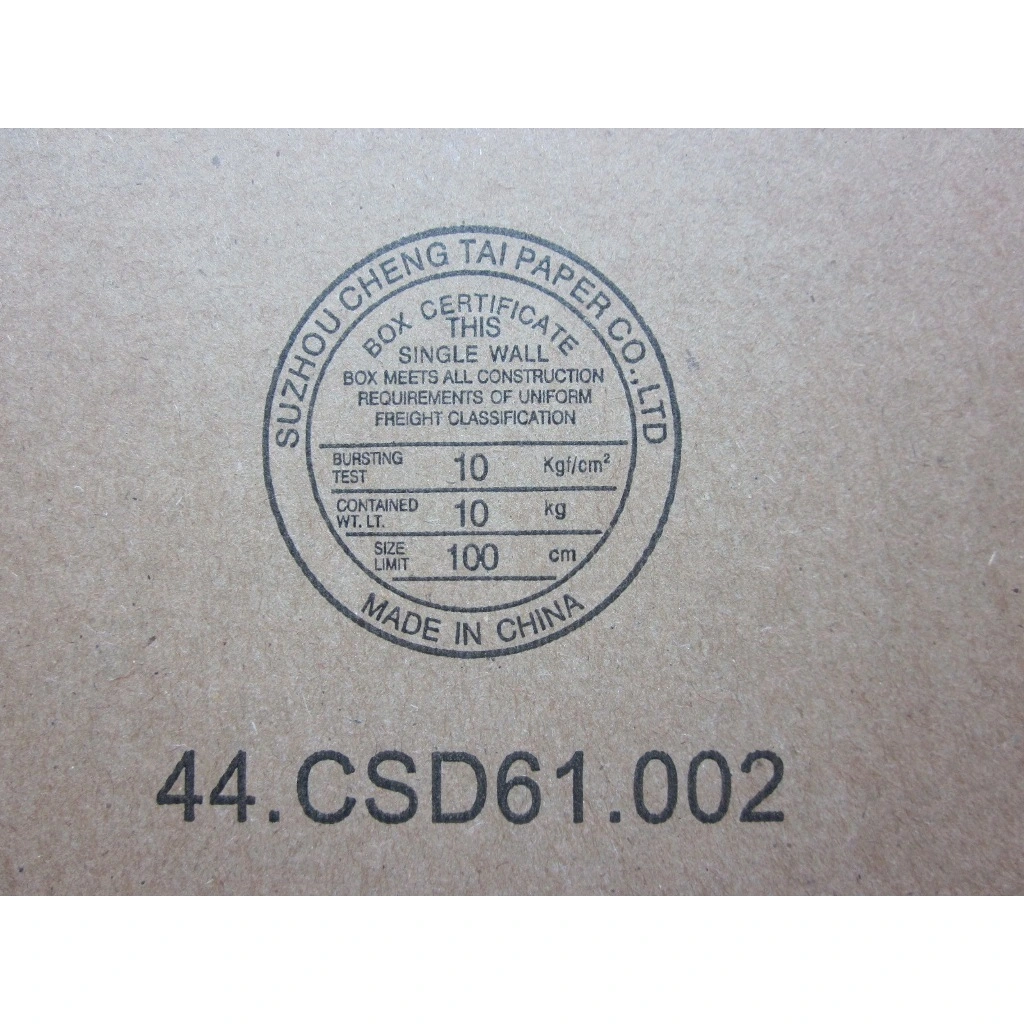 SUZHOU CHENG TAI PAPER CO.,LTD
BOX CERTIFICATE
THIS
SINGLE WALL
BOX MEETS ALL CONSTRUCTION
REQUIREMENTS OF UNIFORM
FREIGHT CLASSIFICATION
BURSTING TEST 10 Kgf/cm²
CONTAINED WT. LT. 10 kg
SIZE LIMIT 100 cm
MADE IN CHINA
44.CSD61.002